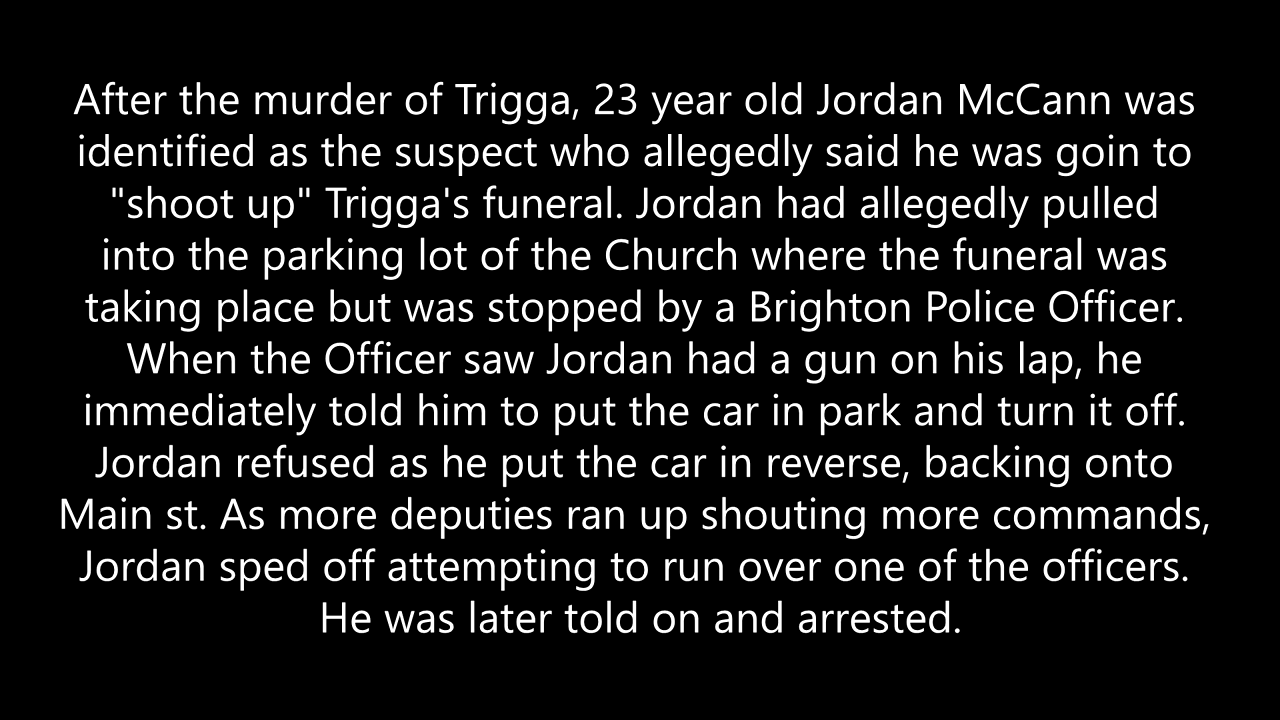 After the murder of Trigga, 23 year old Jordan McCann was
identified as the suspect who allegedly said he was goin to
"shoot up" Trigga's funeral. Jordan had allegedly pulled
into the parking lot of the Church where the funeral was
taking place but was stopped by a Brighton Police Officer.
When the Officer saw Jordan had a gun on his lap, he
immediately told him to put the car in park and turn it off.
Jordan refused as he put the car in reverse, backing onto
Main st. As more deputies ran up shouting more commands,
Jordan sped off attempting to run over one of the officers.
He was later told on and arrested.